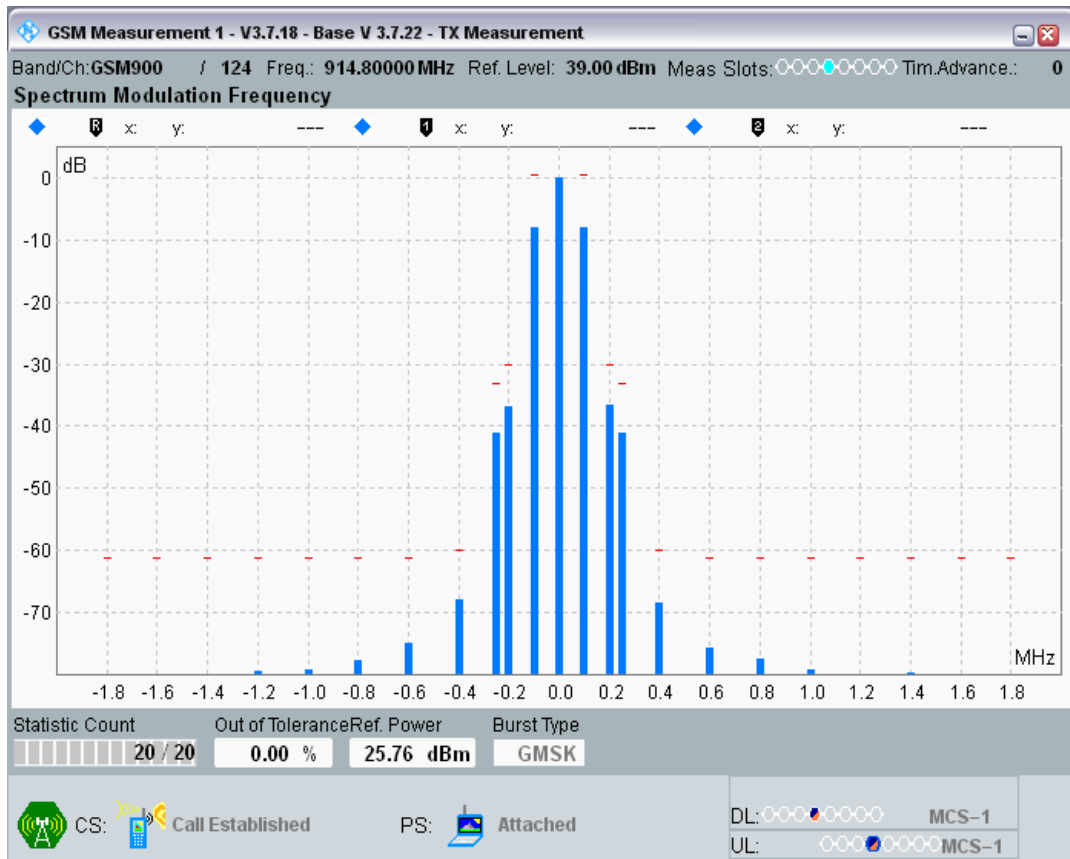 GSM Measurement 1 - V3.7.18 - Base V 3.7.22 - TX Measurement
Band/Ch:GSM900 / 124 Freq.: 914.80000 MHz Ref. Level: 39.00 dBm Meas Slots: Tim.Advance.: 0
Spectrum Modulation Frequency
R x: y: --- 1 x: y: --- 2 x: y: ---
dB
0
-10
-20
-30
-40
-50
-60
-70
MHz
-1.8 -1.6 -1.4 -1.2 -1.0 -0.8 -0.6 -0.4 -0.2 0.0 0.2 0.4 0.6 0.8 1.0 1.2 1.4 1.6 1.8
Statistic Count Out of Tolerance Ref. Power Burst Type
20 / 20 0.00 % 25.76 dBm GMSK
CS: Call Established PS: Attached DL: MCS-1
UL: MCS-1